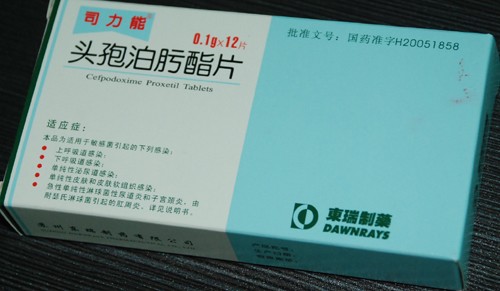 司力能
0.1g×12片
头孢泊肟酯片
Cefpodoxime Proxetil Tablets
批准文号：国药准字H20051858
适应症：
本品为适用于敏感菌引起的下列感染：
上呼吸道感染；
下呼吸道感染；
单纯性泌尿道感染；
单纯性皮肤和皮肤软组织感染；
急性单纯性淋球菌性尿道炎和子宫颈炎，由
耐瑟氏淋球菌引起的肛周炎，详见说明书。
東瑞制藥
DAWNRAYS